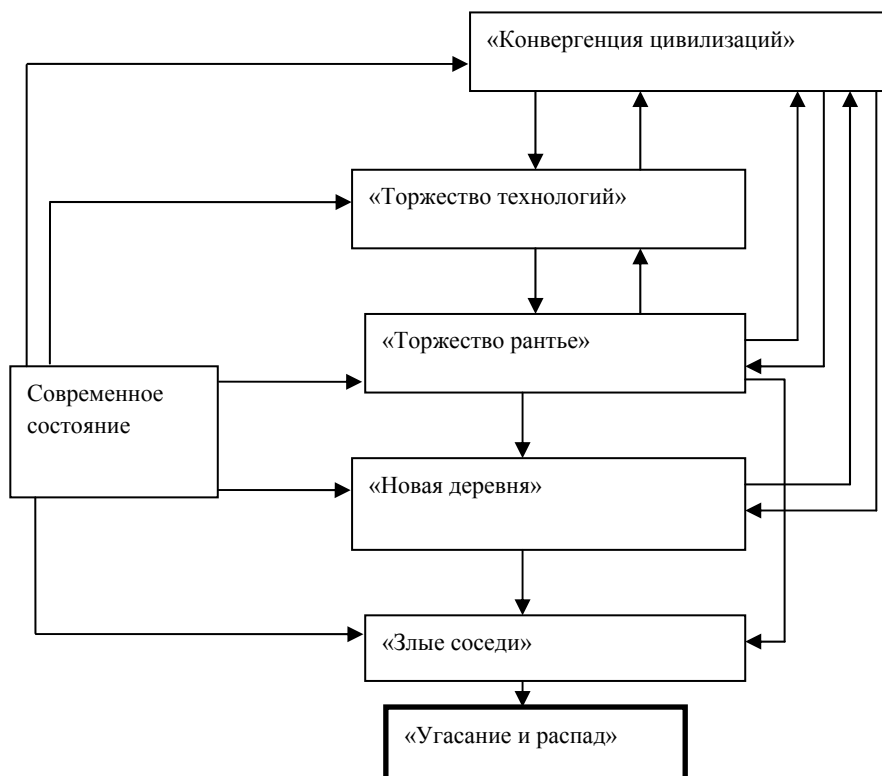 «Конвергенция цивилизаций»
«Торжество технологий»
«Торжество рантье»
Современное
состояние
«Новая деревня»
«Злые соседи»
«Угасание и распад»